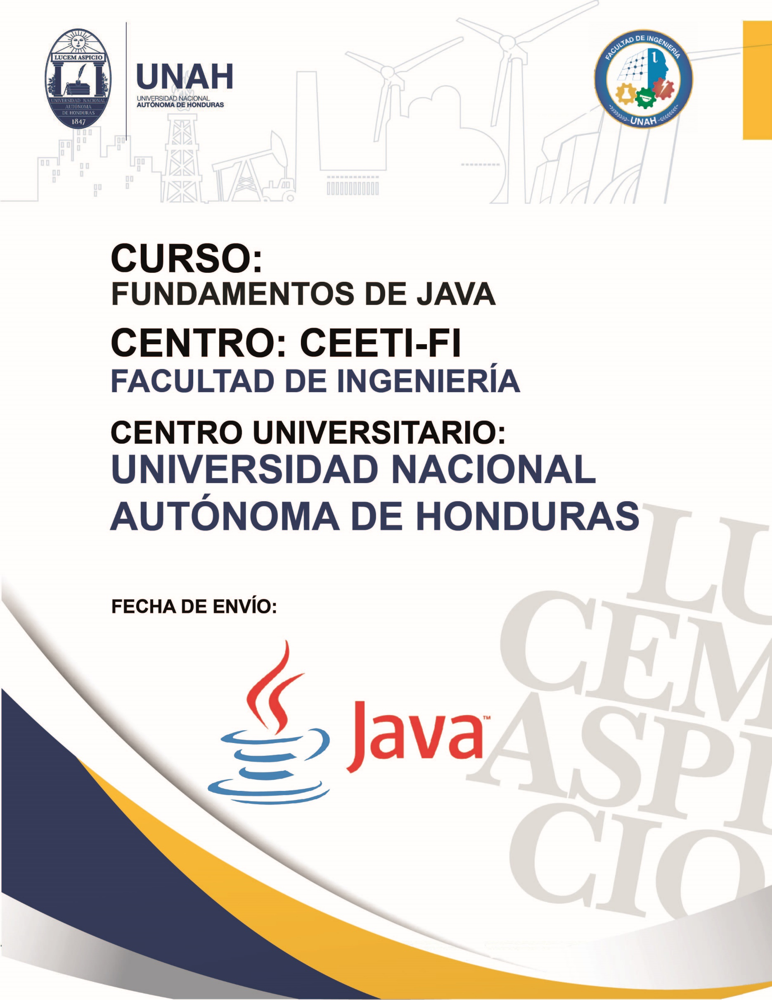 LUCEM ASPICIO
UNIVERSIDAD NACIONAL
AUTÓNOMA
DE HONDURAS
1847
UNAH
UNIVERSIDAD NACIONAL
AUTÓNOMA DE HONDURAS
FACULTAD DE INGENIERÍA
UNAH
CURSO:
FUNDAMENTOS DE JAVA
CENTRO: CEETI-FI
FACULTAD DE INGENIERÍA
CENTRO UNIVERSITARIO:
UNIVERSIDAD NACIONAL
AUTÓNOMA DE HONDURAS
FECHA DE ENVÍO:
Java™
LU
CEM
ASPI
CIO